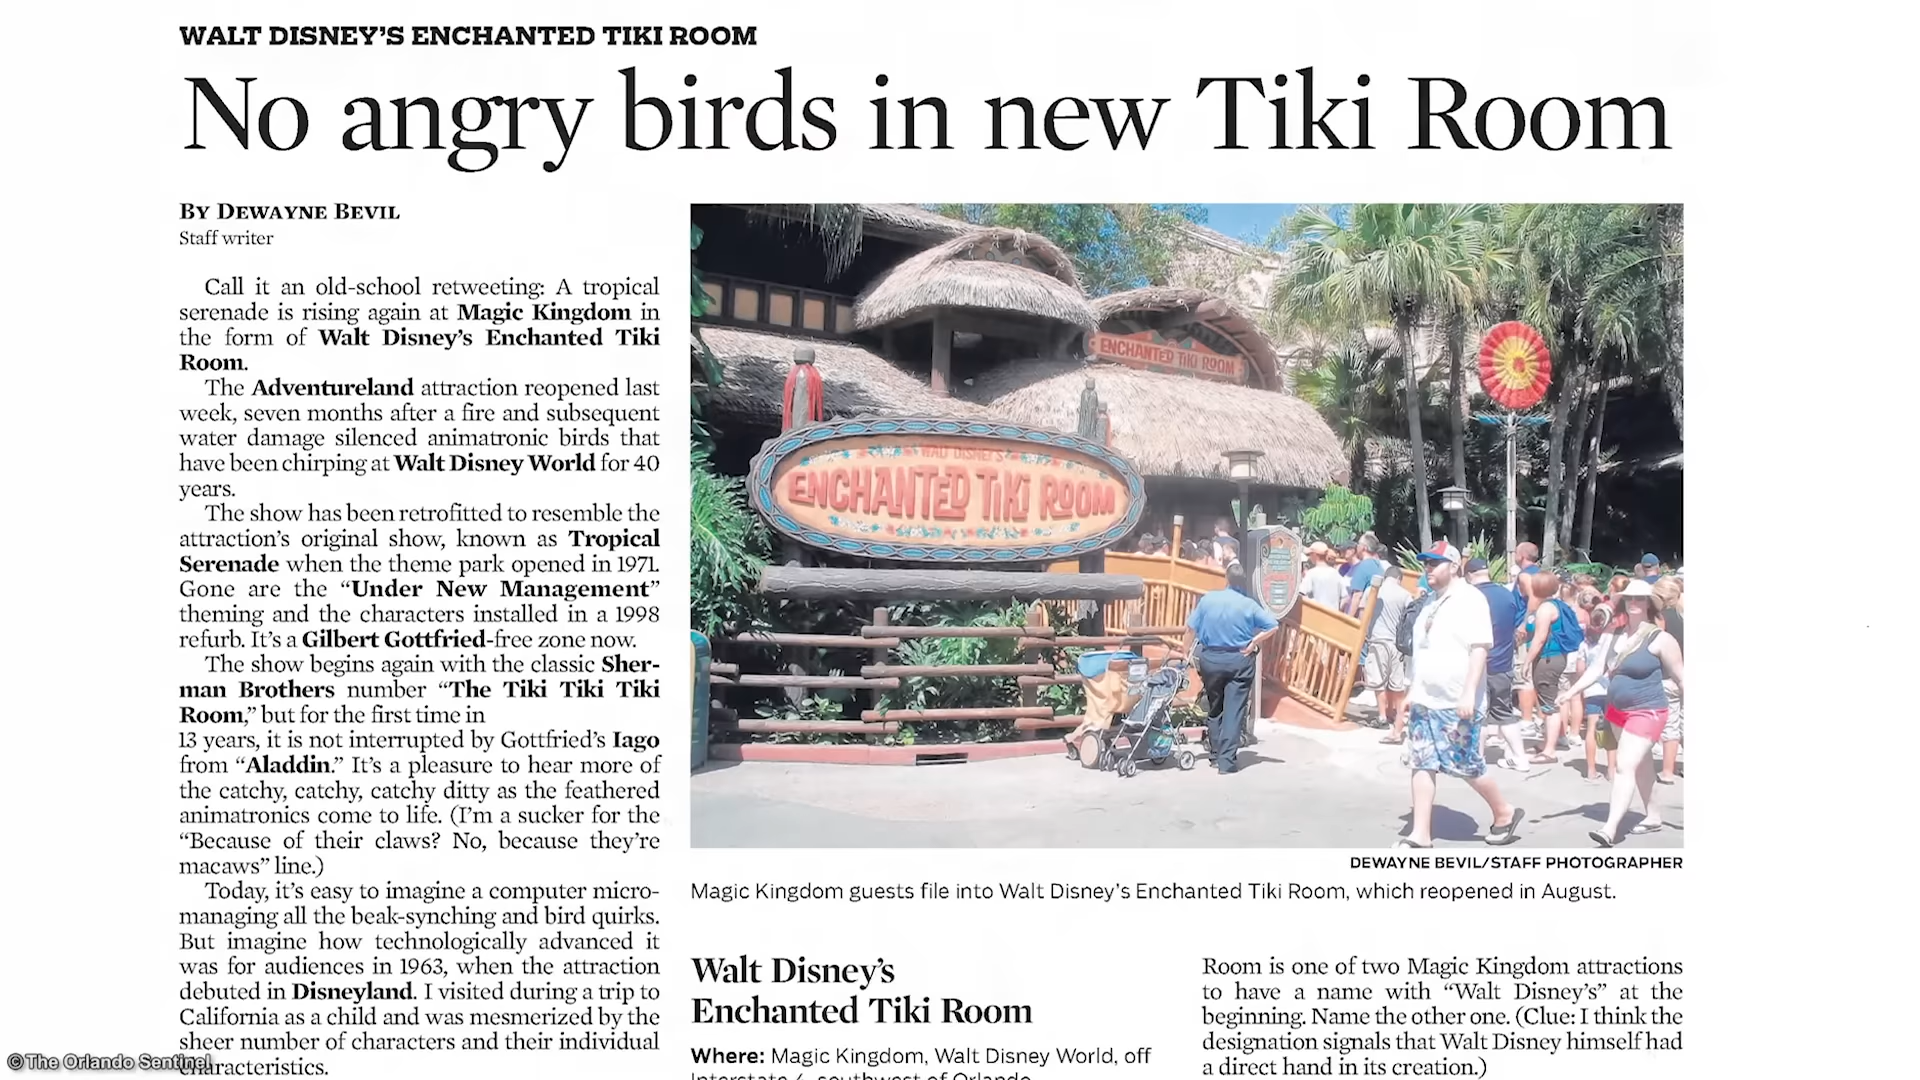 WALT DISNEY'S ENCHANTED TIKI ROOM
No angry birds in new Tiki Room
BY DEWAYNE BEVIL
Staff writer
Call it an old-school retweeting: A tropical
serenade is rising again at Magic Kingdom in
the form of Walt Disney's Enchanted Tiki
Room.
The Adventureland attraction reopened last
week, seven months after a fire and subsequent
water damage silenced animatronic birds that
have been chirping at Walt Disney World for 40
years.
The show has been retrofitted to resemble the
attraction's original show, known as Tropical
Serenade when the theme park opened in 1971.
Gone are the “Under New Management”
theming and the characters installed in a 1998
refurb. It's a Gilbert Gottfried-free zone now.
The show begins again with the classic Sher-
man Brothers number “The Tiki Tiki Tiki
Room,” but for the first time in
13 years, it is not interrupted by Gottfried's Iago
from “Aladdin.” It's a pleasure to hear more of
the catchy, catchy, catchy ditty as the feathered
animatronics come to life. (I'm a sucker for the
“Because of their claws? No, because they're
macaws” line.)
Today, it's easy to imagine a computer micro-
managing all the beak-synching and bird quirks.
But imagine how technologically advanced it
was for audiences in 1963, when the attraction
debuted in Disneyland. I visited during a trip to
California as a child and was mesmerized by the
sheer number of characters and their individual
characteristics.
ENCHANTED TIKI ROOM
WALT DISNEY'S
ENCHANTED TIKI ROOM
DEWAYNE BEVIL/STAFF PHOTOGRAPHER
Magic Kingdom guests file into Walt Disney's Enchanted Tiki Room, which reopened in August.
Walt Disney's
Enchanted Tiki Room
Where: Magic Kingdom, Walt Disney World, off
Interstate 4, southwest of Orlando
Room is one of two Magic Kingdom attractions
to have a name with “Walt Disney's” at the
beginning. Name the other one. (Clue: I think the
designation signals that Walt Disney himself had
a direct hand in its creation.)
© The Orlando Sentinel